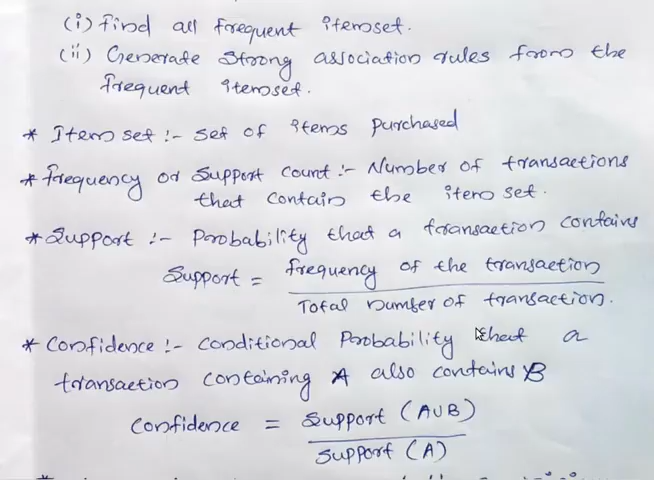 (i) find all frequent itemset.
(ii) Generate Strong association rules from the
frequent itemset.
* Item set :- set of items purchased
* frequency or Support count :- Number of transactions
that contain the item set.
* Support :- Probability that a transaction contains
Support = frequency of the transaction
Total number of transaction.
* Confidence :- conditional Probability that a
transaction containing A also contains B
Confidence = Support (A∪B)
Support (A)